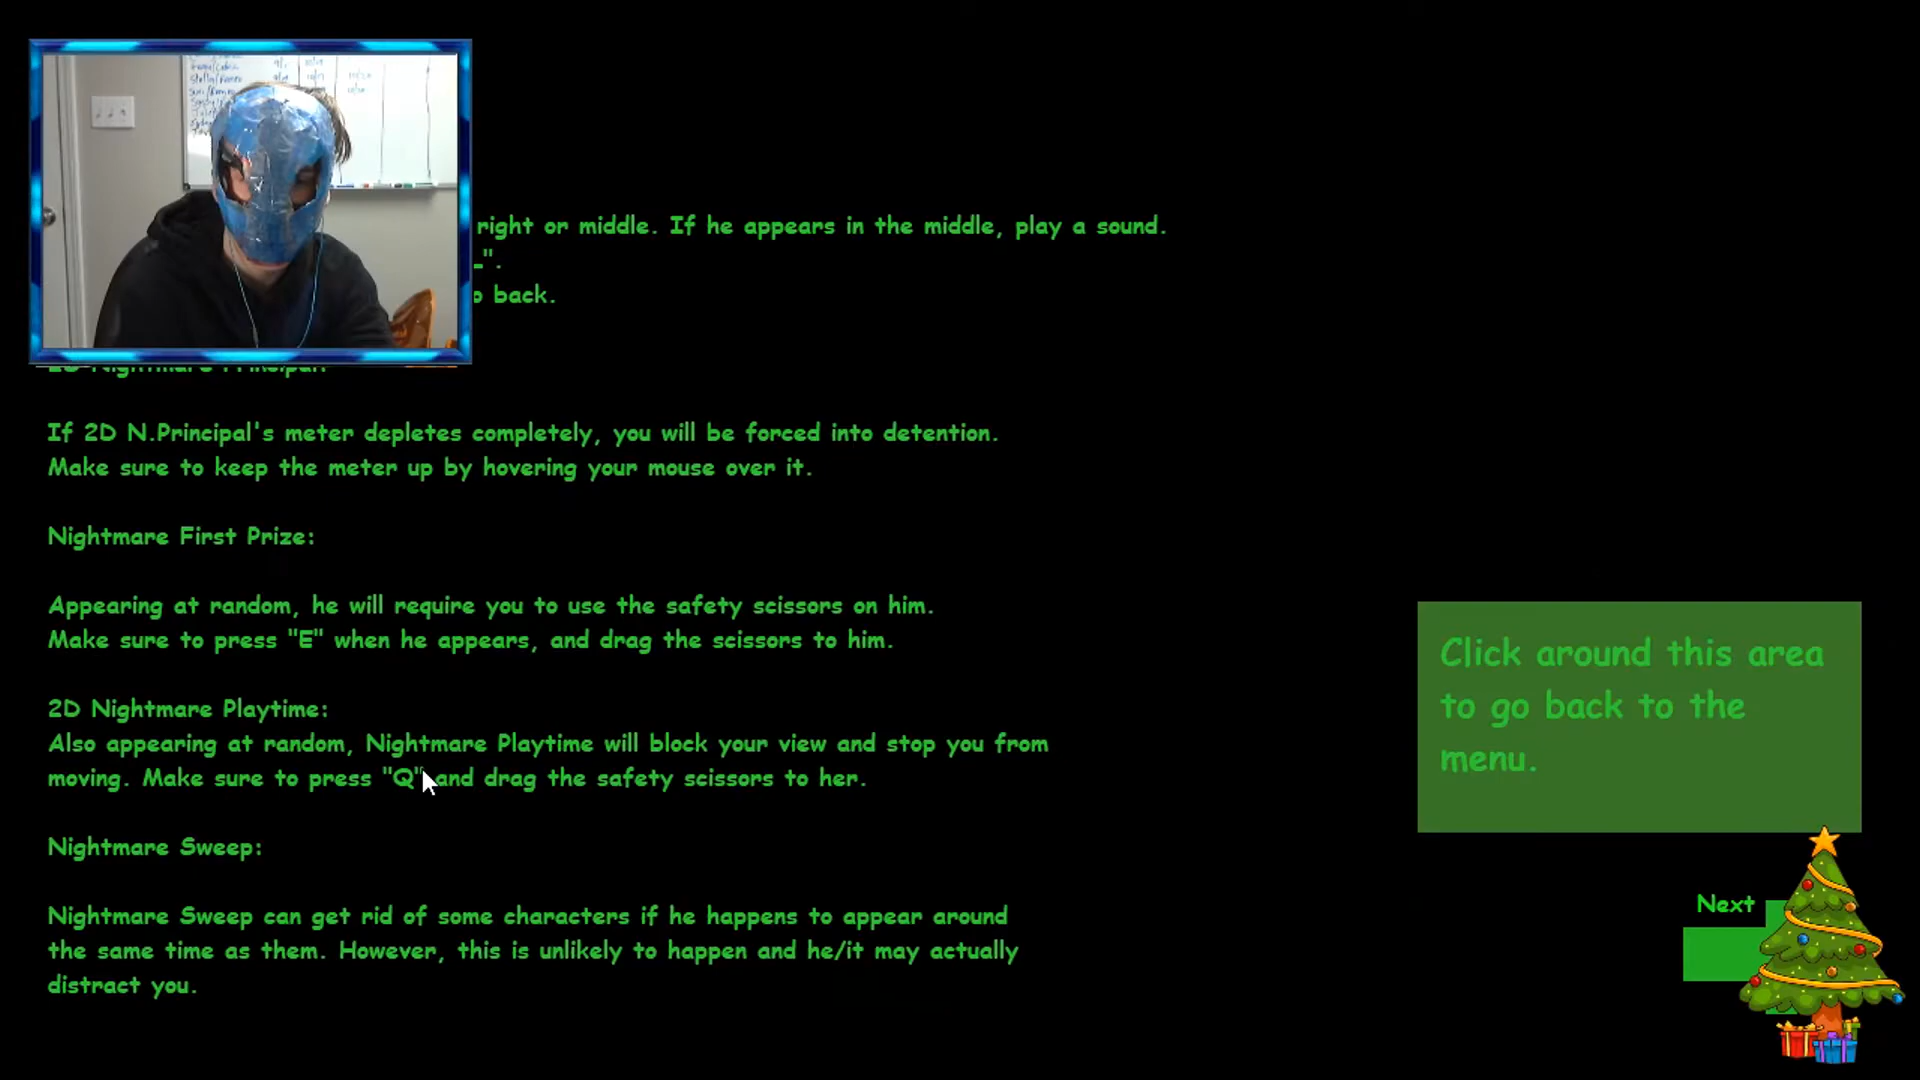 right or middle. If he appears in the middle, play a sound.
L".
o back.
2D Nightmare Principal:
If 2D N.Principal's meter depletes completely, you will be forced into detention.
Make sure to keep the meter up by hovering your mouse over it.
Nightmare First Prize:
Appearing at random, he will require you to use the safety scissors on him.
Make sure to press "E" when he appears, and drag the scissors to him.
2D Nightmare Playtime:
Also appearing at random, Nightmare Playtime will block your view and stop you from
moving. Make sure to press "Q" and drag the safety scissors to her.
Nightmare Sweep:
Nightmare Sweep can get rid of some characters if he happens to appear around
the same time as them. However, this is unlikely to happen and he/it may actually
distract you.
Click around this area
to go back to the
menu.
Next